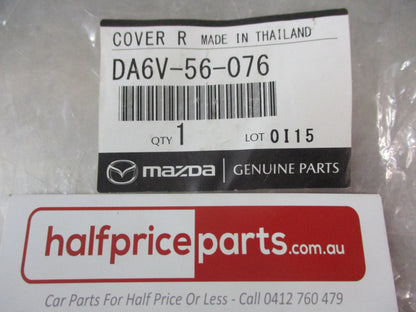 COVER R MADE IN THAILAND
DA6V-56-076
QTY 1 LOT 0I15
mazda GENUINE PARTS
halfpriceparts.com.au
Car Parts For Half Price Or Less - Call 0412 760 479